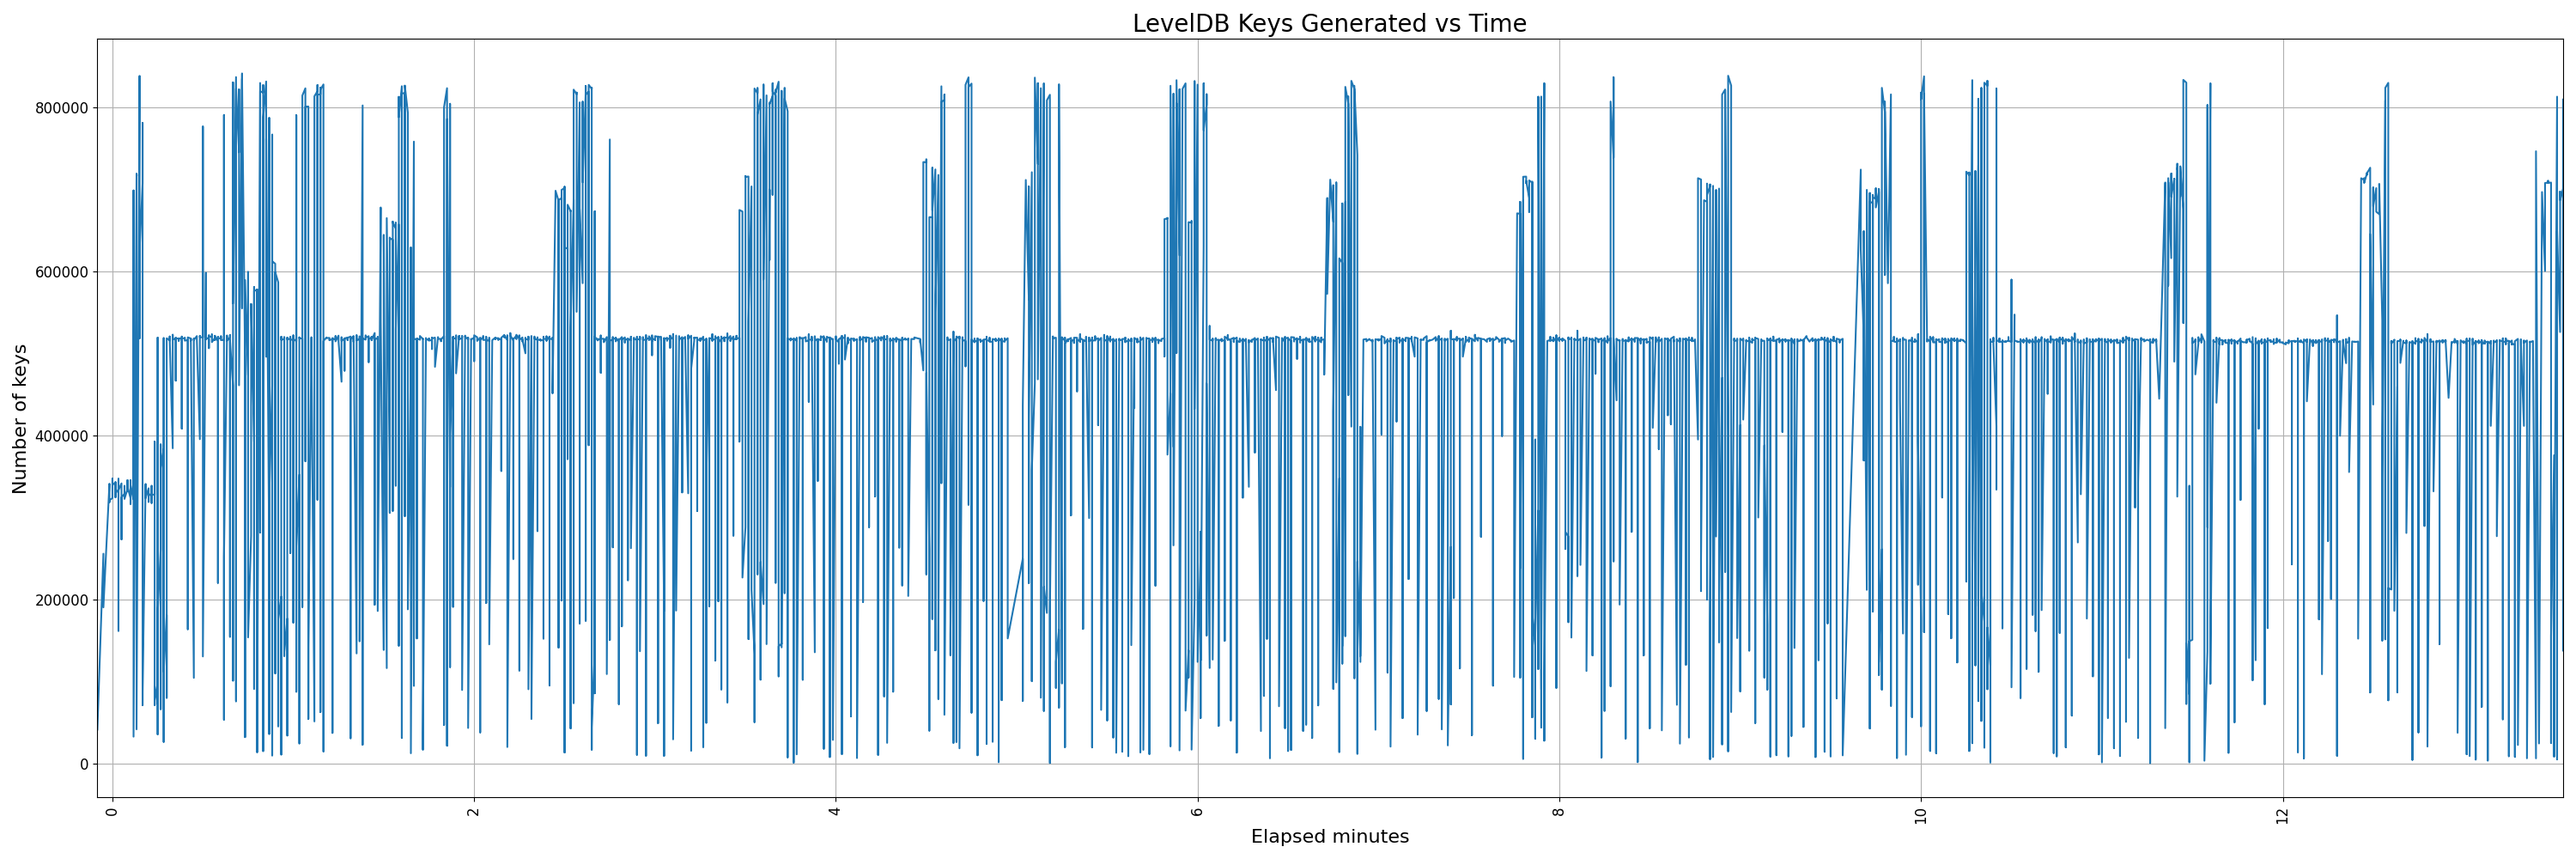 LevelDB Keys Generated vs Time
Number of keys
800000
600000
400000
200000
0
0 2 4 6 8 10 12
Elapsed minutes